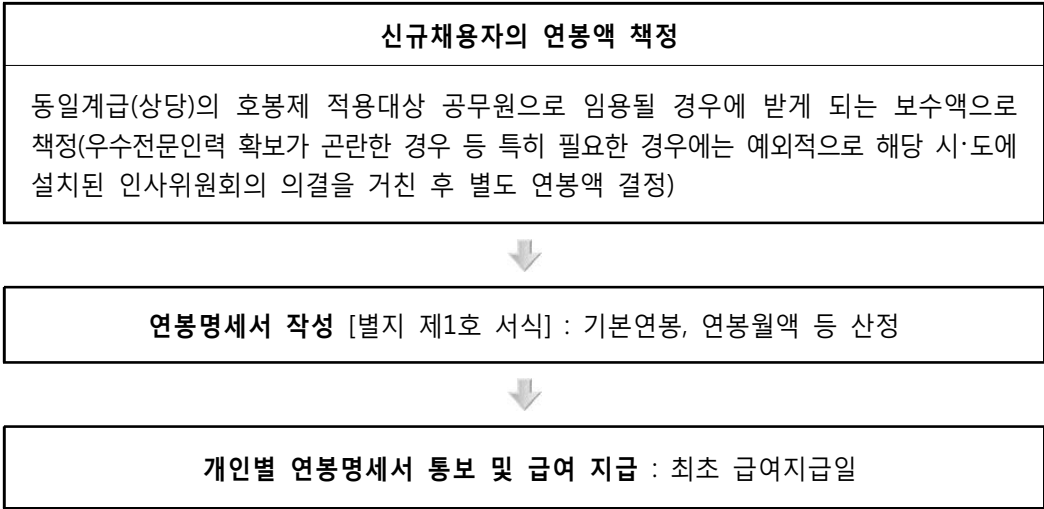 신규채용자의 연봉액 책정
동일계급(상당)의 호봉제 적용대상 공무원으로 임용될 경우에 받게 되는 보수액으로
책정(우수전문인력 확보가 곤란한 경우 등 특히 필요한 경우에는 예외적으로 해당 시·도에
설치된 인사위원회의 의결을 거친 후 별도 연봉액 결정)
연봉명세서 작성 [별지 제1호 서식] : 기본연봉, 연봉월액 등 산정
개인별 연봉명세서 통보 및 급여 지급 : 최초 급여지급일